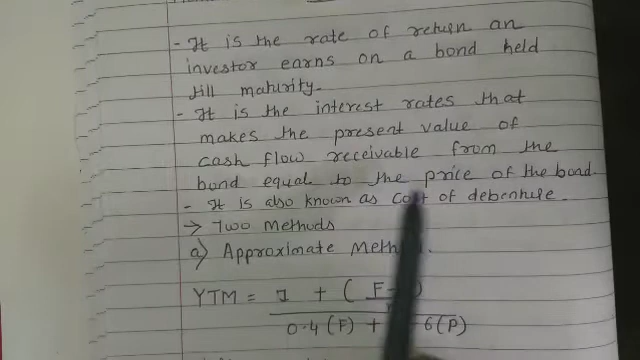 - It is the rate of return an
investor earns on a bond held
till maturity.
- It is the interest rates that
makes the present value of
cash flow receivable from the
bond equal to the price of the bond.
- It is also known as cost of debenture.
→ Two Methods
a) Approximate Method.
YTM = I + ( F-
0.4 (F) + 6(P)